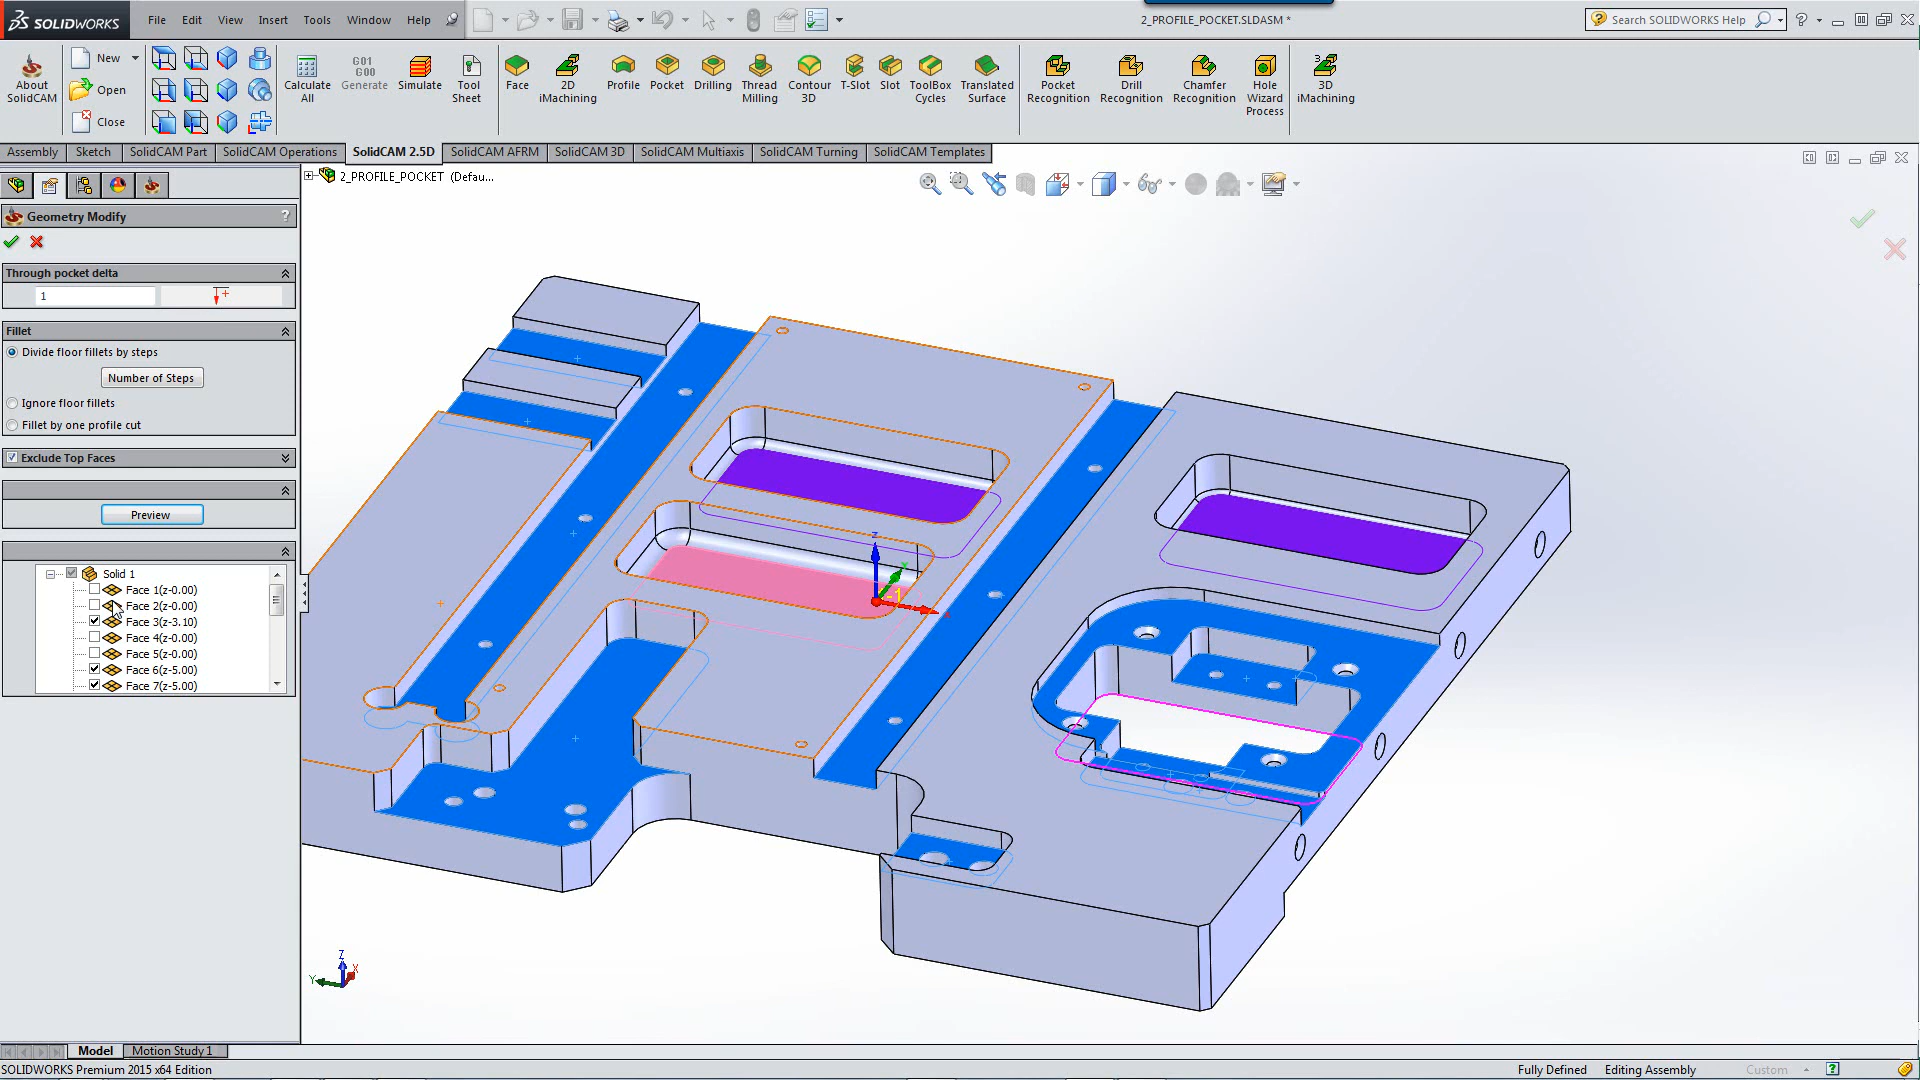 SOLIDWORKS
File Edit View Insert Tools Window Help
2_PROFILE_POCKET.SLDASM *
Search SOLIDWORKS Help
About SolidCAM
New
Open
Close
Calculate All
G01 G00 Generate
Simulate
Tool Sheet
Face
2D iMachining
Profile
Pocket
Drilling
Thread Milling
Contour 3D
T-Slot
Slot
ToolBox Cycles
Translated Surface
Pocket Recognition
Drill Recognition
Chamfer Recognition
Hole Wizard Process
3D iMachining
Assembly Sketch SolidCAM Part SolidCAM Operations SolidCAM 2.5D SolidCAM AFRM SolidCAM 3D SolidCAM Multiaxis SolidCAM Turning SolidCAM Templates
2_PROFILE_POCKET (Defau...
Geometry Modify ?
Through pocket delta
1
Fillet
Divide floor fillets by steps
Number of Steps
Ignore floor fillets
Fillet by one profile cut
Exclude Top Faces
Preview
Solid 1
Face 1(z-0.00)
Face 2(z-0.00)
Face 3(z-3.10)
Face 4(z-0.00)
Face 5(z-0.00)
Face 6(z-5.00)
Face 7(z-5.00)
Z
-1
Z
X
Y
Model Motion Study 1
SOLIDWORKS Premium 2015 x64 Edition
Fully Defined Editing Assembly Custom